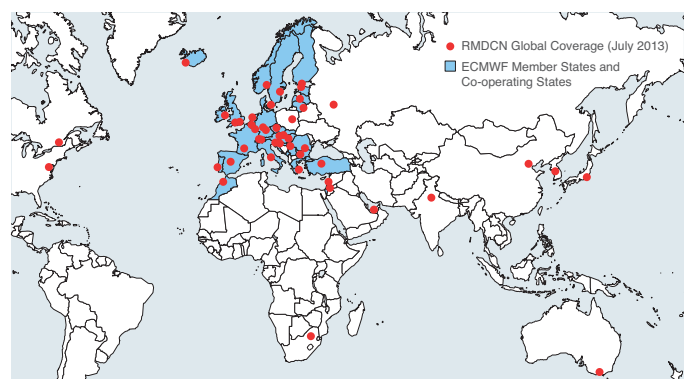 RMDCN Global Coverage (July 2013)
ECMWF Member States and
Co-operating States